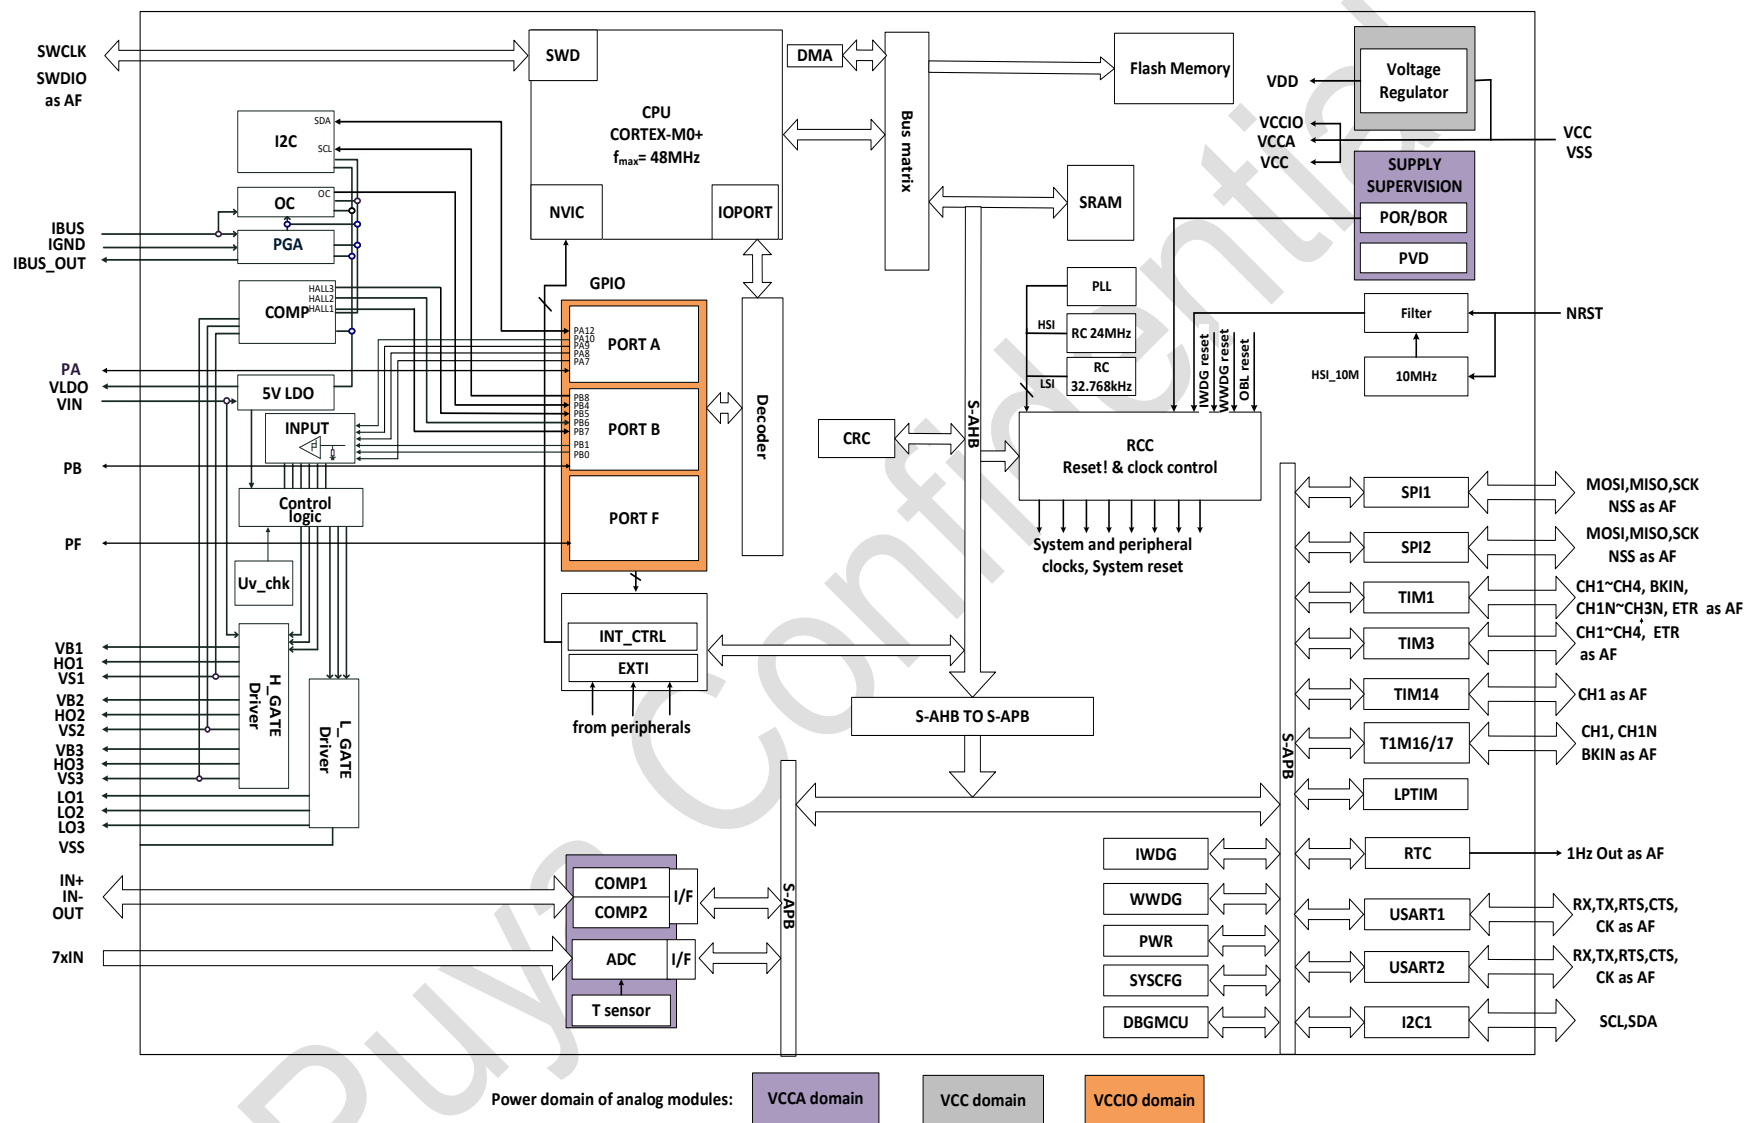 SWCLK
SWDIO
as AF
SWD
CPU
CORTEX-M0+
fmax= 48MHz
NVIC
IOPORT
DMA
Bus matrix
Flash Memory
SRAM
Voltage
Regulator
VDD
VCCIO
VCCA
VCC
VCC
VSS
SUPPLY
SUPERVISION
POR/BOR
PVD
I2C
SDA
SCL
OC
OC
PGA
IBUS
IGND
IBUS_OUT
COMP
HALL3
HALL2
HALL1
PA
VLDO
VIN
5V LDO
INPUT
PB
Control
logic
PF
Uv_chk
GPIO
PA12
PA10
PA9
PA8
PA7
PORT A
PB8
PB4
PB5
PB6
PB7
PB1
PB0
PORT B
PORT F
Decoder
INT_CTRL
EXTI
from peripherals
S-AHB
PLL
HSI
RC 24MHz
LSI
RC
32.768kHz
IWDG reset
WWDG reset
OBL reset
Filter
NRST
HSI_10M
10MHz
CRC
RCC
Reset! & clock control
System and peripheral
clocks, System reset
S-AHB TO S-APB
VB1
HO1
VS1
VB2
HO2
VS2
VB3
HO3
VS3
LO1
LO2
LO3
VSS
H_GATE
Driver
L_GATE
Driver
IN+
IN-
OUT
7xIN
COMP1
COMP2
I/F
ADC
I/F
T sensor
S-APB
S-APB
IWDG
WWDG
PWR
SYSCFG
DBGMCU
SPI1
MOSI,MISO,SCK
NSS as AF
SPI2
MOSI,MISO,SCK
NSS as AF
TIM1
CH1~CH4, BKIN,
CH1N~CH3N, ETR as AF
TIM3
CH1~CH4, ETR
as AF
TIM14
CH1 as AF
T1M16/17
CH1, CH1N
BKIN as AF
LPTIM
RTC
1Hz Out as AF
USART1
RX,TX,RTS,CTS,
CK as AF
USART2
RX,TX,RTS,CTS,
CK as AF
I2C1
SCL,SDA
Power domain of analog modules:
VCCA domain
VCC domain
VCCIO domain
Puya Confidential